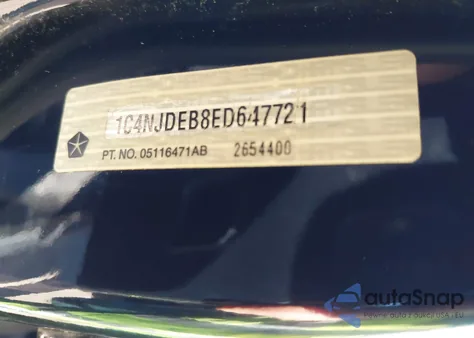 1C4NJDEB8ED647721
PT. NO. 05116471AB 2654400
autoSnap